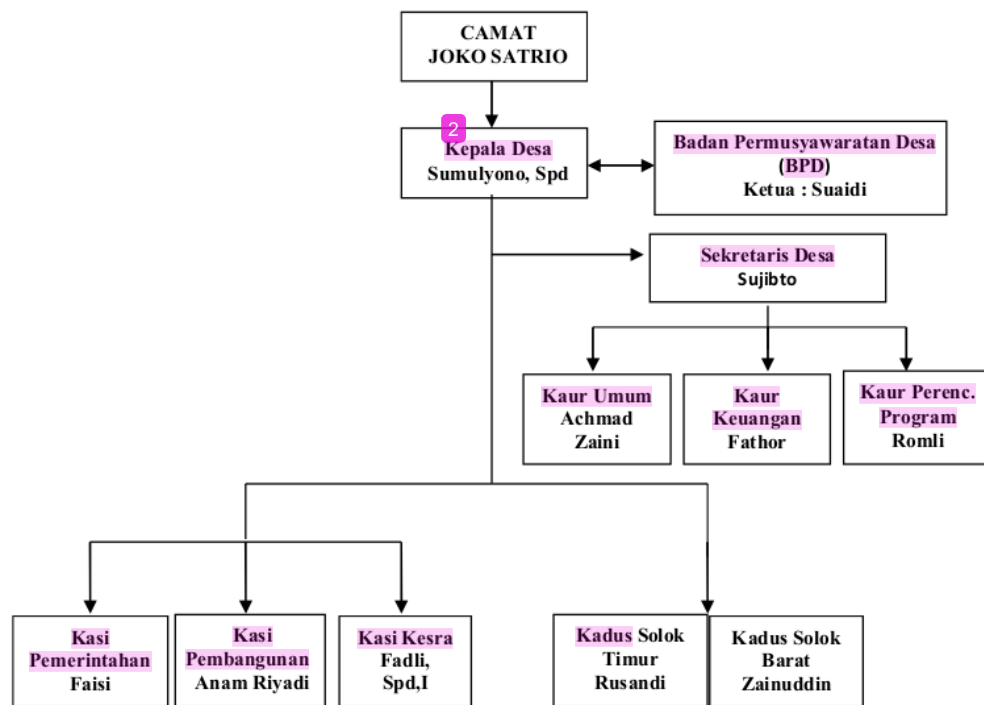 CAMAT
JOKO SATRIO
2
Kepala Desa
Sumulyono, Spd
Badan Permusyawaratan Desa
(BPD)
Ketua : Suaidi
Sekretaris Desa
Sujibto
Kaur Umum
Achmad
Zaini
Kaur
Keuangan
Fathor
Kaur Perenc.
Program
Romli
Kasi
Pemerintahan
Faisi
Kasi
Pembangunan
Anam Riyadi
Kasi Kesra
Fadli,
Spd,I
Kadus Solok
Timur
Rusandi
Kadus Solok
Barat
Zainuddin